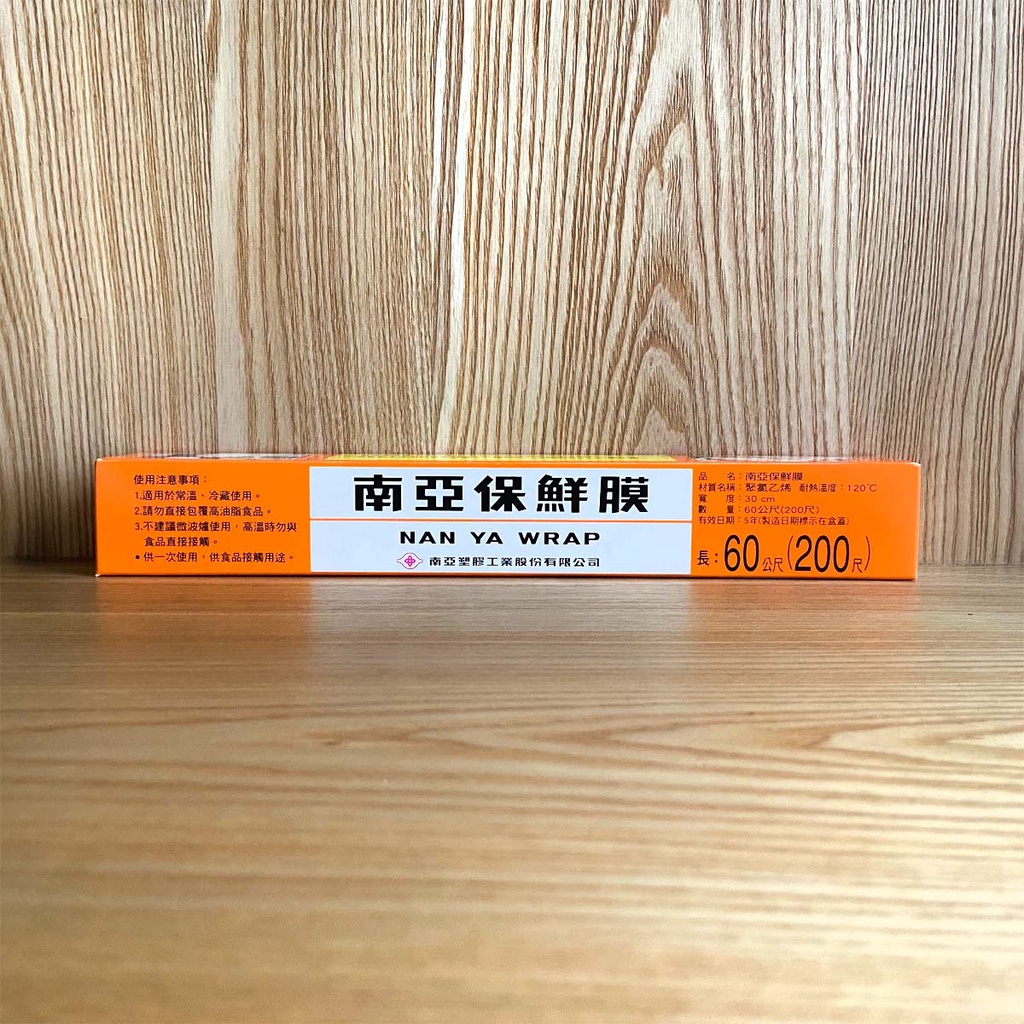 使用注意事項：
1.適用於常溫、冷藏使用。
2.請勿直接包覆高油脂食品。
3.不建議微波爐使用，高溫時勿與
食品直接接觸。
●供一次使用，供食品接觸用途。
南亞保鮮膜
NAN YA WRAP
南亞塑膠工業股份有限公司
品　名：南亞保鮮膜
材質名稱：聚氯乙烯 耐熱溫度：120℃
寬　度：30 cm
數　量：60公尺(200尺)
有效日期：5年(製造日期標示在盒蓋)
長：60公尺(200尺)